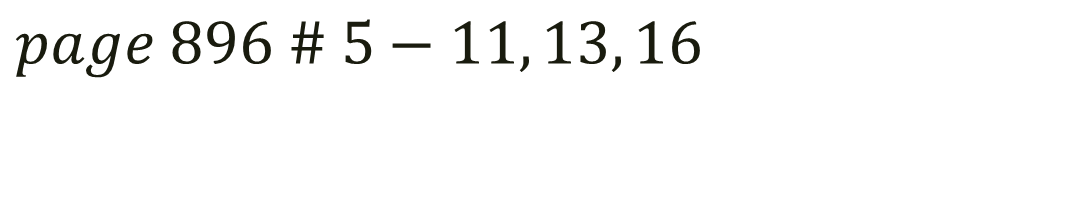 page 896 # 5 − 11, 13, 16